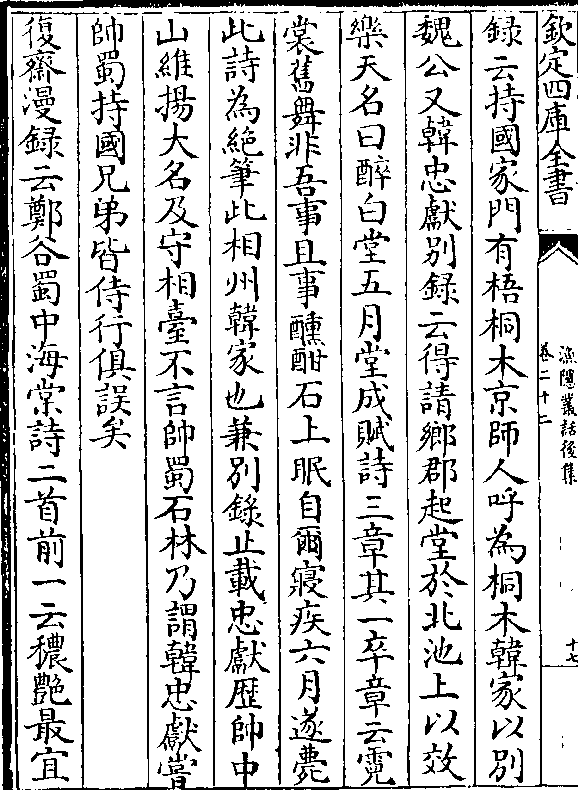 欽定四庫全書
漁隱叢話後集
卷二十二
十七
録云持國家門有梧桐木京師人呼為桐木韓家以别
魏公又韓忠獻别録云得請鄉郡起堂於北池上以效
樂天名曰醉白堂五月堂成賦詩三章其一卒章云霓
裳舊舞非吾事且事醺酣石上眠自爾寢疾六月遂薨
此詩為絶筆此相州韓家也兼别錄止載忠獻歴帥中
山維揚大名及守相臺不言帥蜀石林乃謂韓忠獻嘗
帥蜀持國兄弟皆侍行俱誤矣
復齋漫録云鄭谷蜀中海棠詩二首前一云穠艷最宜